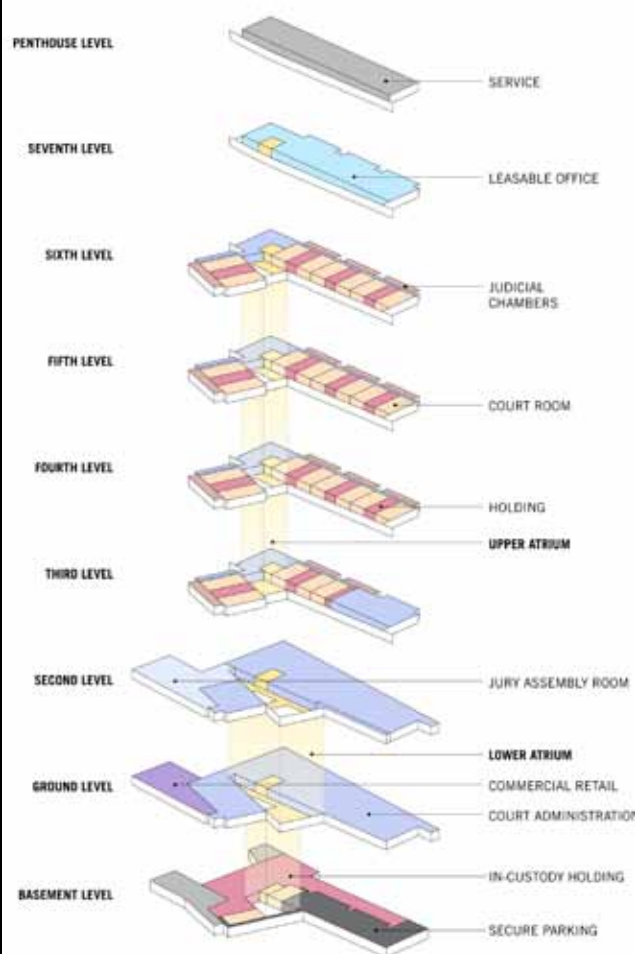 PENTHOUSE LEVEL
SERVICE
SEVENTH LEVEL
LEASABLE OFFICE
SIXTH LEVEL
JUDICIAL
CHAMBERS
FIFTH LEVEL
COURT ROOM
FOURTH LEVEL
HOLDING
UPPER ATRIUM
THIRD LEVEL
SECOND LEVEL
JURY ASSEMBLY ROOM
LOWER ATRIUM
GROUND LEVEL
COMMERCIAL RETAIL
COURT ADMINISTRATION
IN-CUSTODY HOLDING
BASEMENT LEVEL
SECURE PARKING